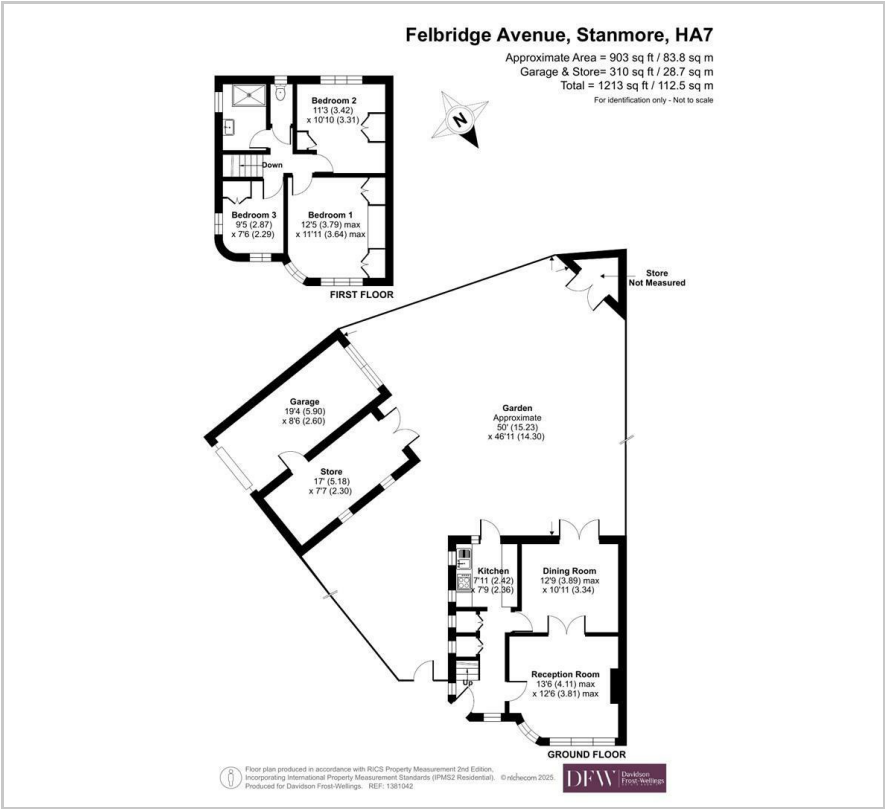 Felbridge Avenue, Stanmore, HA7
Approximate Area = 903 sq ft / 83.8 sq m
Garage & Store= 310 sq ft / 28.7 sq m
Total = 1213 sq ft / 112.5 sq m
For identification only - Not to scale
N
Bedroom 2
11'3 (3.42)
x 10'10 (3.31)
Down
Bedroom 3
9'5 (2.87)
x 7'6 (2.29)
Bedroom 1
12'5 (3.79) max
x 11'11 (3.64) max
FIRST FLOOR
Store
Not Measured
Garage
19'4 (5.90)
x 8'6 (2.60)
Garden
Approximate
50' (15.23)
x 46'11 (14.30)
Store
17' (5.18)
x 7'7 (2.30)
Kitchen
7'11 (2.42)
x 7'9 (2.36)
Dining Room
12'9 (3.89) max
x 10'11 (3.34)
Reception Room
13'6 (4.11) max
x 12'6 (3.81) max
Up
GROUND FLOOR
Floor plan produced in accordance with RICS Property Measurement 2nd Edition,
Incorporating International Property Measurement Standards (IPMS2 Residential). © nichecom 2025.
Produced for Davidson Frost-Wellings. REF: 1381042
DFW
Davidson
Frost-Wellings